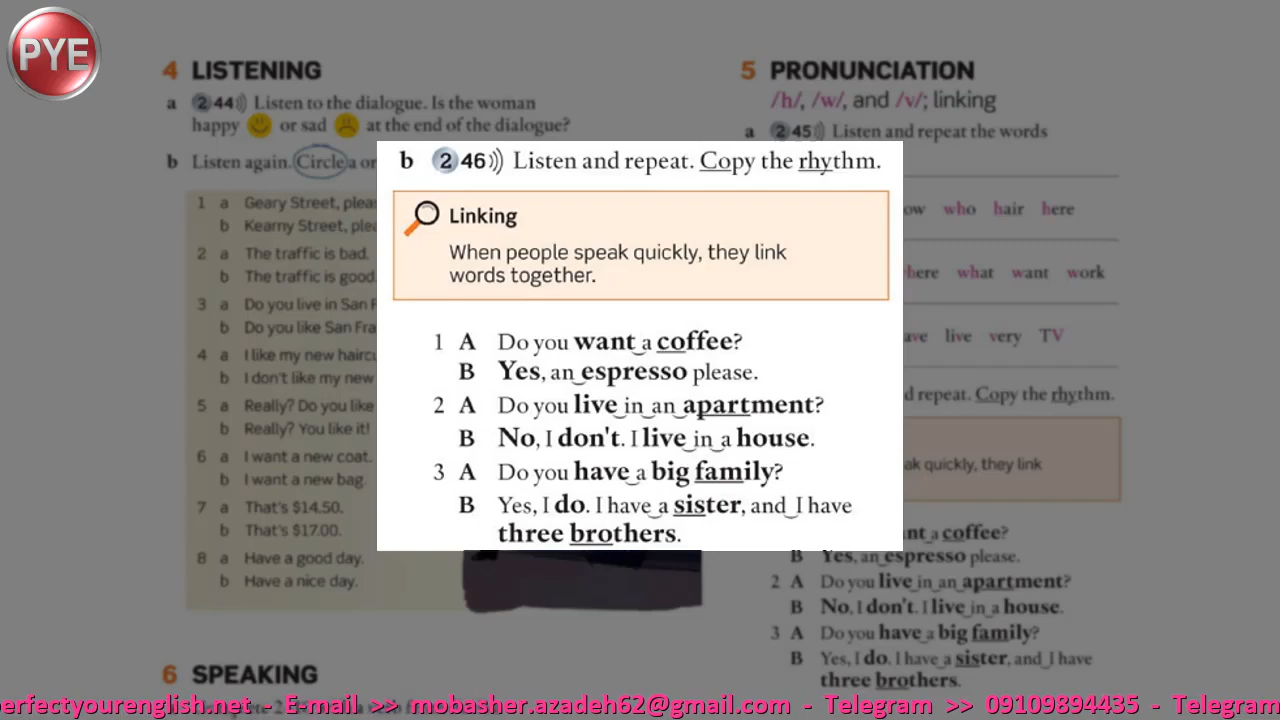 PYE
4 LISTENING
a 2 44 Listen to the dialogue. Is the woman
happy or sad at the end of the dialogue?
b Listen again. Circle a or
1 a Geary Street, pleas
b Kearny Street, plea
2 a The traffic is bad.
b The traffic is good.
3 a Do you live in San F
b Do you like San Fra
4 a I like my new haircu
b I don't like my new
5 a Really? Do you like
b Really? You like it!
6 a I want a new coat.
b I want a new bag.
7 a That's $14.50.
b That's $17.00.
8 a Have a good day.
b Have a nice day.
6 SPEAKING
5 PRONUNCIATION
/h/, /w/, and /v/; linking
a 2 45 Listen and repeat the words
ow who hair here
here what want work
ave live very TV
d repeat. Copy the rhythm.
ak quickly, they link
nt a coffee?
B Yes, an espresso please.
2 A Do you live in an apartment?
B No, I don't. I live in a house.
3 A Do you have a big family?
B Yes, I do. I have a sister, and I have
three brothers.
b 2 46 Listen and repeat. Copy the rhythm.
Linking
When people speak quickly, they link
words together.
1 A Do you want a coffee?
B Yes, an espresso please.
2 A Do you live in an apartment?
B No, I don't. I live in a house.
3 A Do you have a big family?
B Yes, I do. I have a sister, and I have
three brothers.
erfectyourenglish.net - E-mail >> mobasher.azadeh62@gmail.com - Telegram >> 09109894435 - Telegram